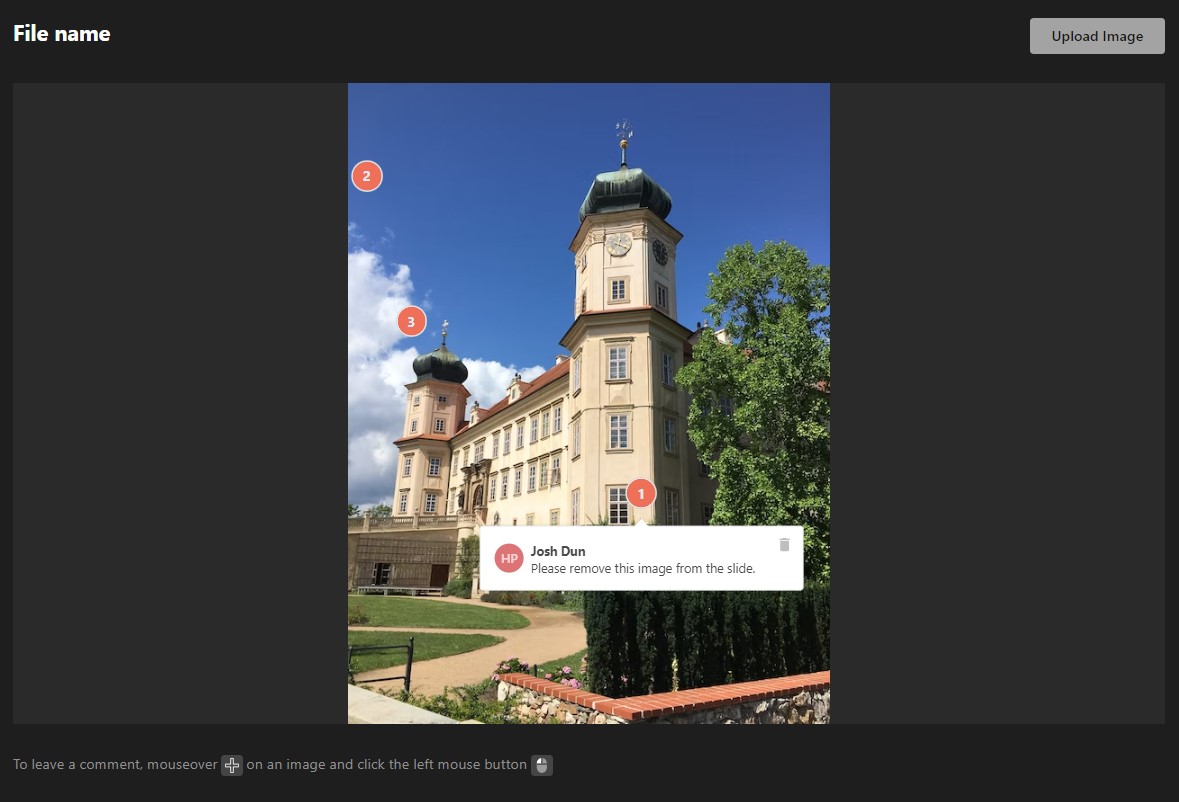 File name
Upload Image
2
3
1
HP
Josh Dun
Please remove this image from the slide.
To leave a comment, mouseover on an image and click the left mouse button